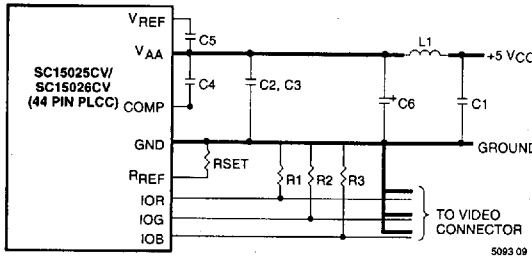 VREF
C5
VAA
L1
+5 VCC
SC15025CV/
SC15026CV
(44 PIN PLCC)
C4
C2, C3
+
C6
C1
COMP
GND
GROUND
RSET
RREF
R1
R2
R3
IOR
IOG
IOB
TO VIDEO
CONNECTOR
5093 09